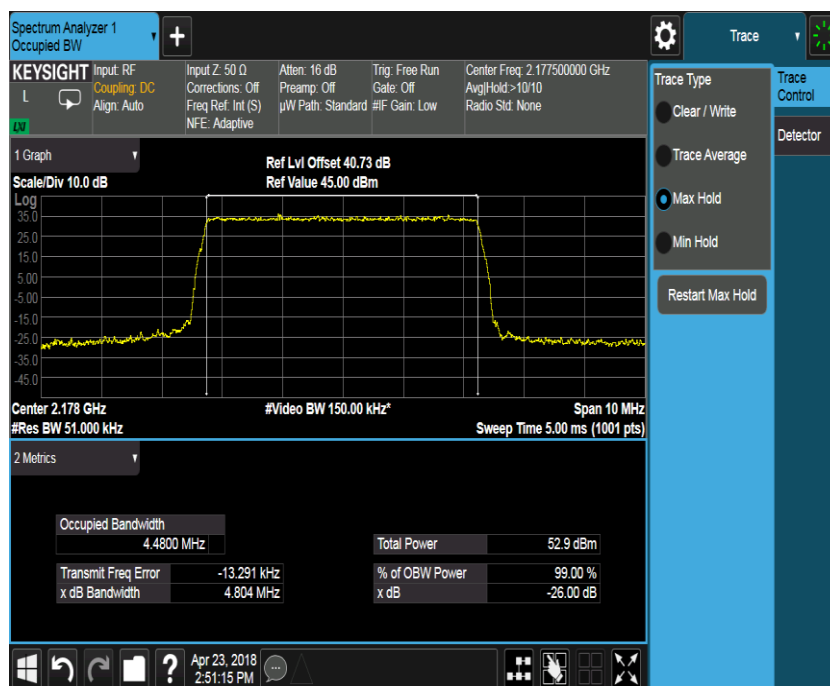 Spectrum Analyzer 1
Occupied BW
+
Trace
KEYSIGHT
L
LXI
Input: RF
Coupling: DC
Align: Auto
Input Z: 50 Ω
Corrections: Off
Freq Ref: Int (S)
NFE: Adaptive
Atten: 16 dB
Preamp: Off
µW Path: Standard
Trig: Free Run
Gate: Off
#IF Gain: Low
Center Freq: 2.177500000 GHz
Avg|Hold:>10/10
Radio Std: None
Trace Type
Clear / Write
Trace Average
Max Hold
Min Hold
Restart Max Hold
Trace
Control
Detector
1 Graph
Scale/Div 10.0 dB
Ref Lvl Offset 40.73 dB
Ref Value 45.00 dBm
Log
35.0
25.0
15.0
5.00
-5.00
-15.0
-25.0
-35.0
-45.0
Center 2.178 GHz
#Video BW 150.00 kHz*
Span 10 MHz
#Res BW 51.000 kHz
Sweep Time 5.00 ms (1001 pts)
2 Metrics
Occupied Bandwidth
4.4800 MHz
Total Power 52.9 dBm
Transmit Freq Error -13.291 kHz
% of OBW Power 99.00 %
x dB Bandwidth 4.804 MHz
x dB -26.00 dB
?
Apr 23, 2018
2:51:15 PM